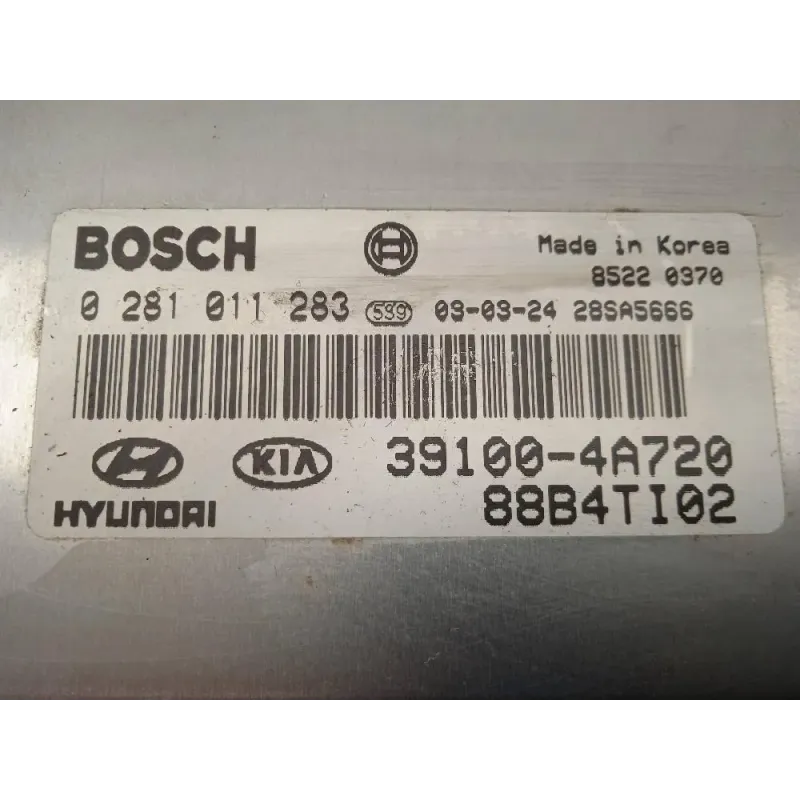 BOSCH Made in Korea
8522 0370
0 281 011 283 539 03-03-24 28SA5666
HYUNDAI KIA 39100-4A720
88B4TI02